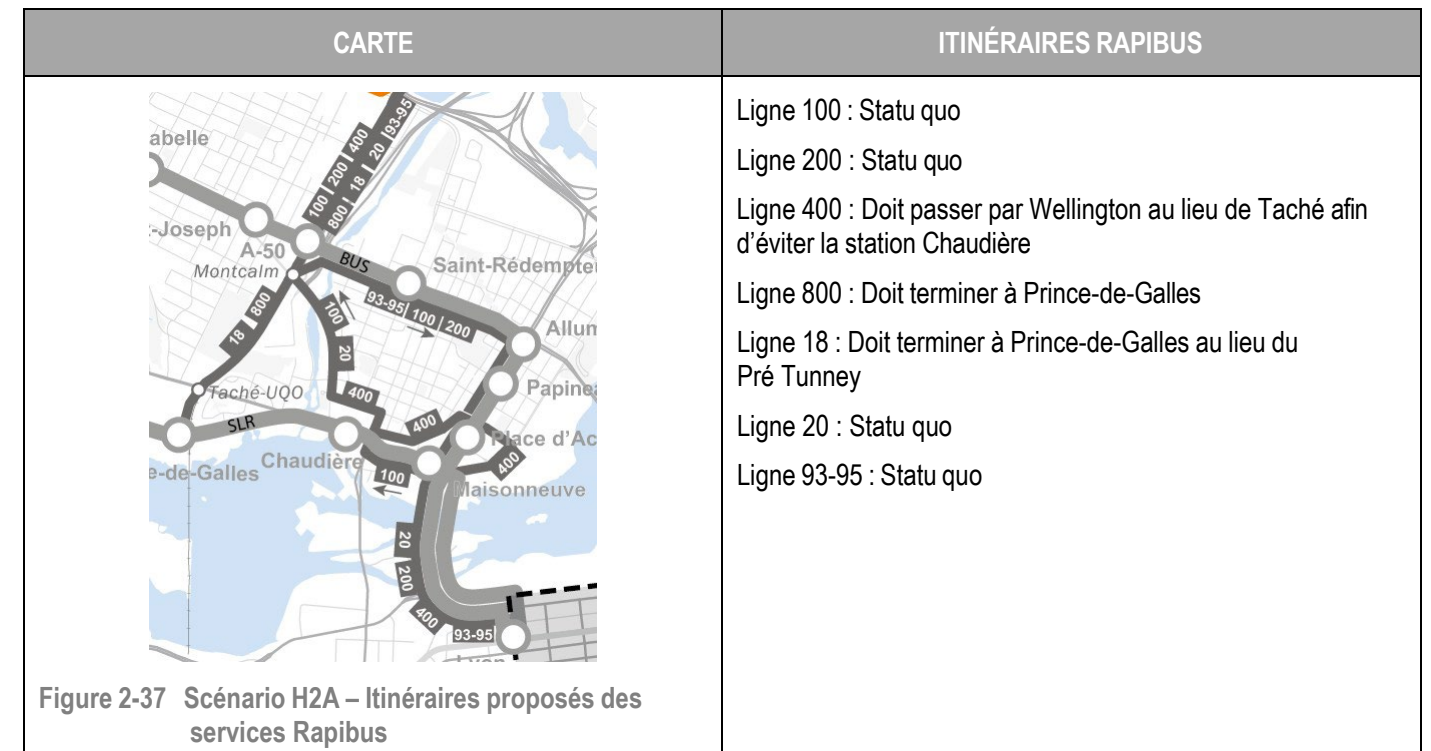 CARTE
ITINÉRAIRES RAPIBUS
abelle
-Joseph
A-50
Montcalm
BUS
Saint-Rédempte
100 | 200 | 400
800 | 18 | 20 |93-95
93-95| 100 | 200
18 | 800
100
20
400
400
Allum
Papinea
Place d'Ac
400
Taché-UQO
SLR
e-de-Galles
Chaudière
100
Maisonneuve
20
200
400
93-95
Lyon
Figure 2-37 Scénario H2A – Itinéraires proposés des
services Rapibus
Ligne 100 : Statu quo
Ligne 200 : Statu quo
Ligne 400 : Doit passer par Wellington au lieu de Taché afin
d'éviter la station Chaudière
Ligne 800 : Doit terminer à Prince-de-Galles
Ligne 18 : Doit terminer à Prince-de-Galles au lieu du
Pré Tunney
Ligne 20 : Statu quo
Ligne 93-95 : Statu quo